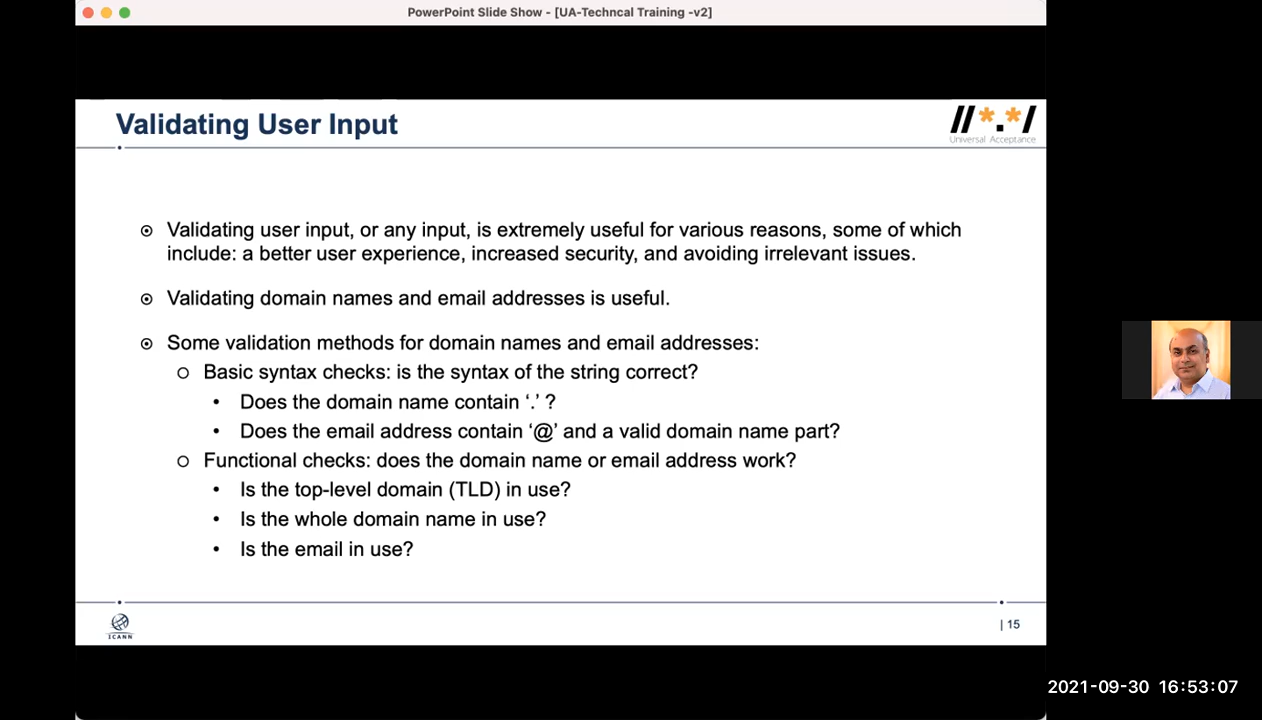 PowerPoint Slide Show - [UA-Techncal Training -v2]
Validating User Input
//*.*/
Universal Acceptance
Validating user input, or any input, is extremely useful for various reasons, some of which
include: a better user experience, increased security, and avoiding irrelevant issues.
Validating domain names and email addresses is useful.
Some validation methods for domain names and email addresses:
Basic syntax checks: is the syntax of the string correct?
Does the domain name contain ‘.’ ?
Does the email address contain ‘@’ and a valid domain name part?
Functional checks: does the domain name or email address work?
Is the top-level domain (TLD) in use?
Is the whole domain name in use?
Is the email in use?
ICANN
| 15
2021-09-30 16:53:07